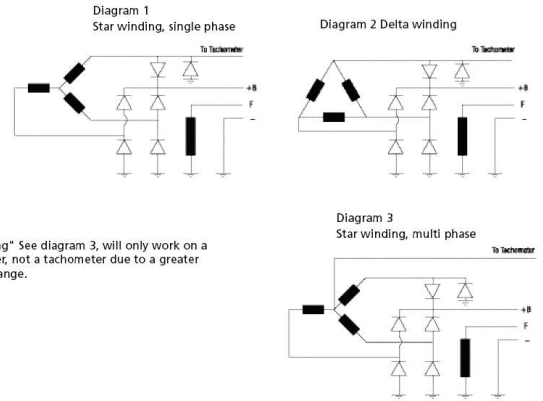 Diagram 1
Star winding, single phase
To Tachometer
+B
F
–
Diagram 2 Delta winding
To Tachometer
+B
F
–
ng" See diagram 3, will only work on a
er, not a tachometer due to a greater
ange.
Diagram 3
Star winding, multi phase
To Tachometer
+B
F
–